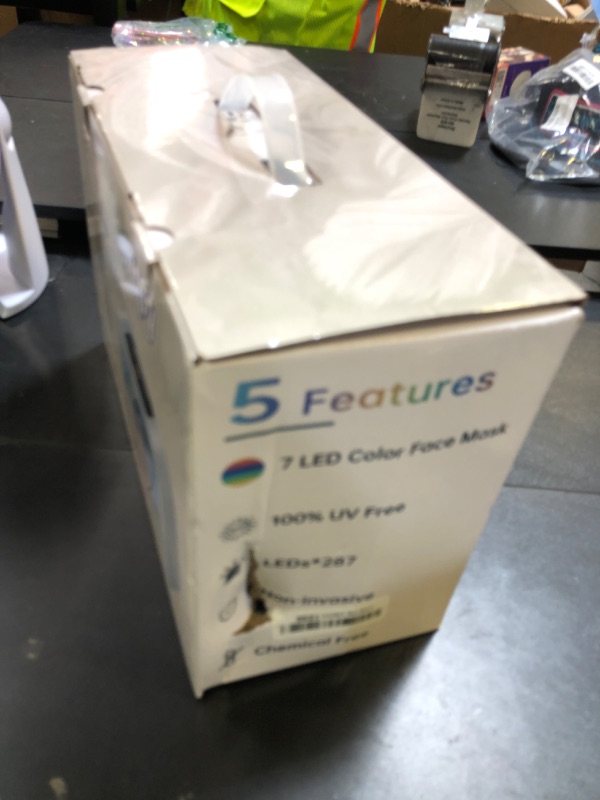 5 Features
7 LED Color Face Mask
100% UV Free
LEDs*287
Non-invasive
Chemical Free